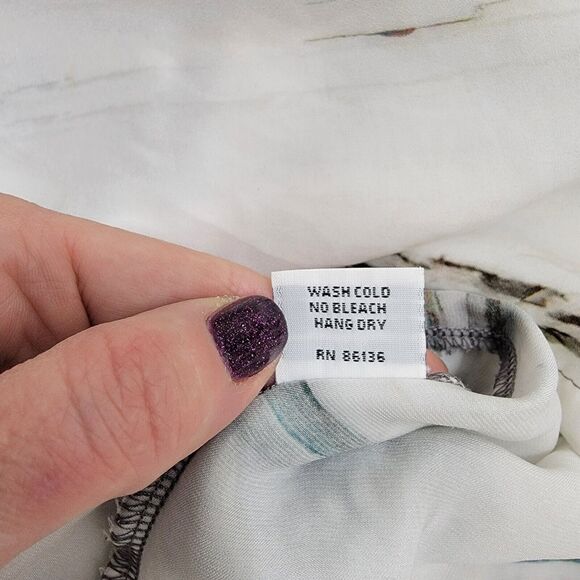 WASH COLD
NO BLEACH
HANG DRY
RN 86136